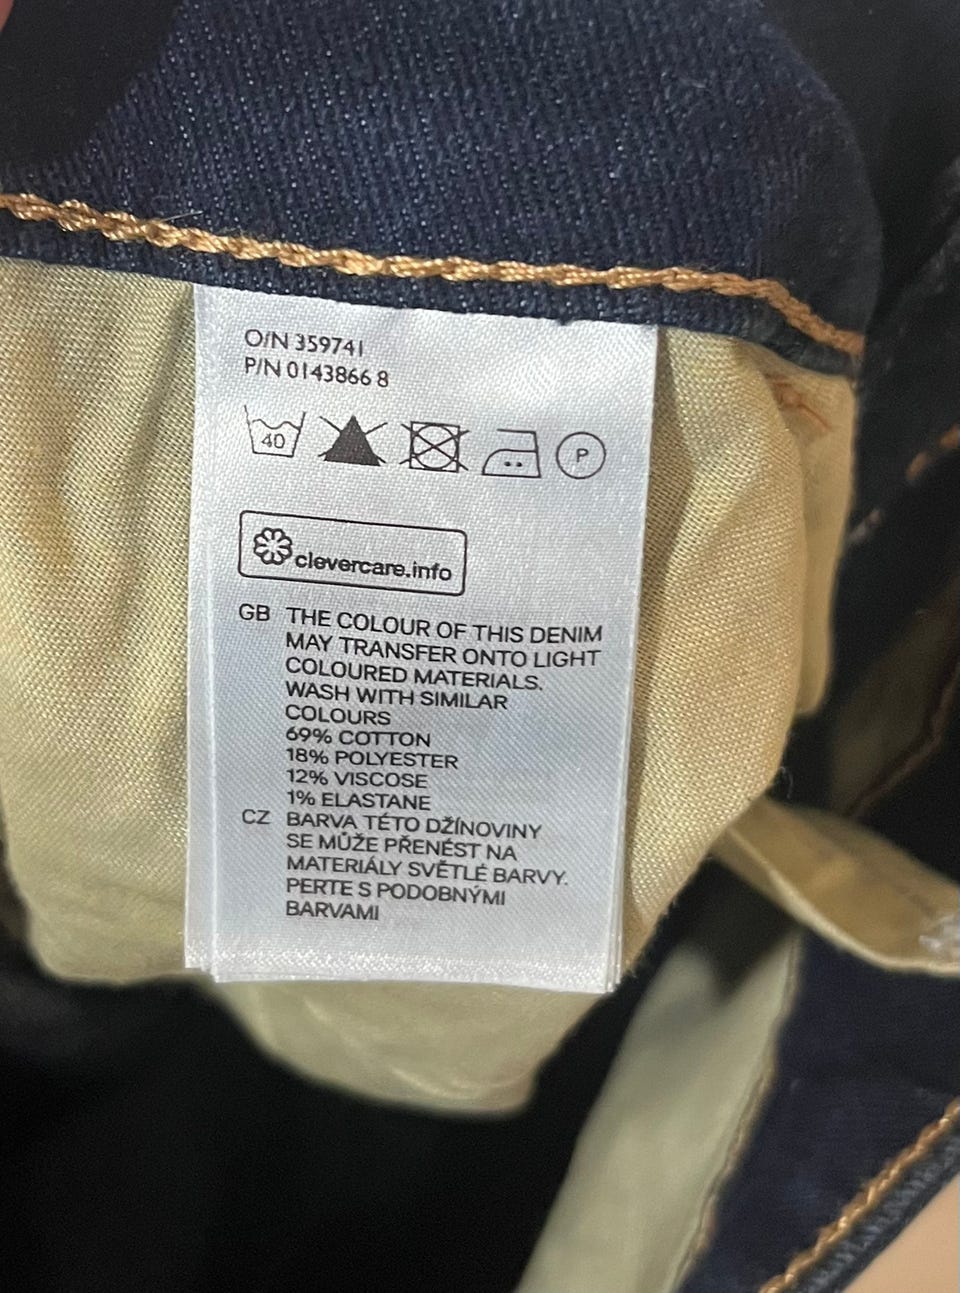 O/N 359741
P/N 0143866 8
40
P
clevercare.info
GB THE COLOUR OF THIS DENIM
MAY TRANSFER ONTO LIGHT
COLOURED MATERIALS.
WASH WITH SIMILAR
COLOURS
69% COTTON
18% POLYESTER
12% VISCOSE
1% ELASTANE
CZ BARVA TÉTO DŽÍNOVINY
SE MŮŽE PŘENÉST NA
MATERIÁLY SVĚTLÉ BARVY.
PERTE S PODOBNÝMI
BARVAMI